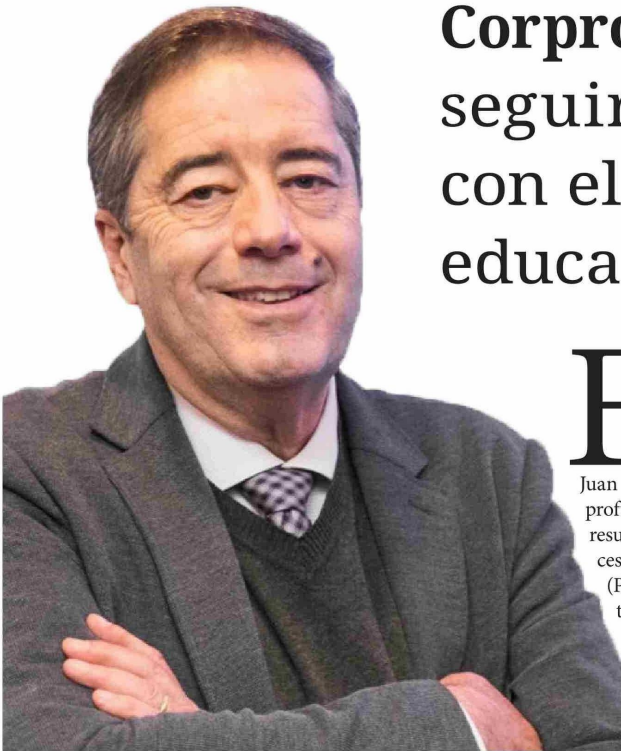 Corpro
seguir
con el
educa
Juan
prof
resu
ces
(P
t